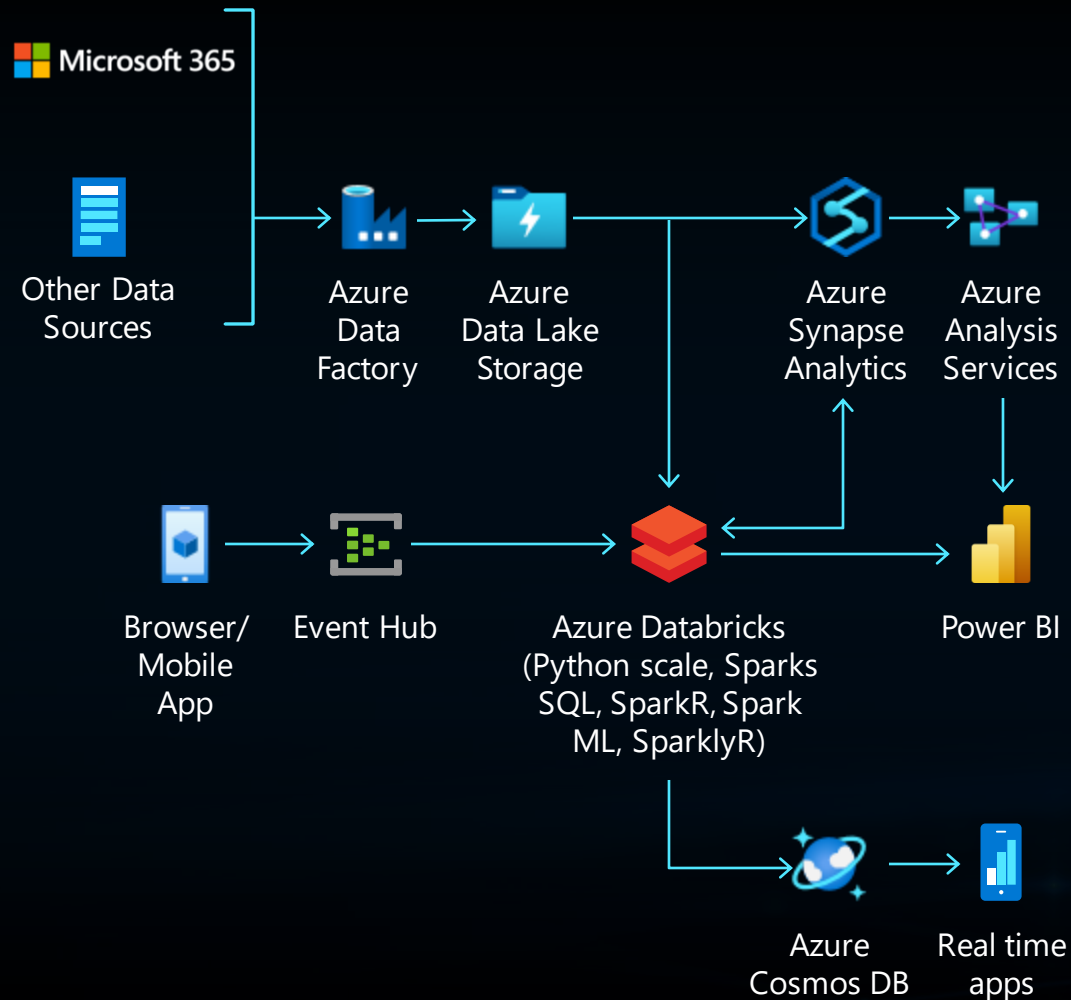 Microsoft 365
Other Data
Sources
Azure
Data
Factory
Azure
Data Lake
Storage
Azure
Synapse
Analytics
Azure
Analysis
Services
Browser/
Mobile
App
Event Hub
Azure Databricks
(Python scale, Sparks
SQL, SparkR, Spark
ML, SparklyR)
Power BI
Azure
Cosmos DB
Real time
apps